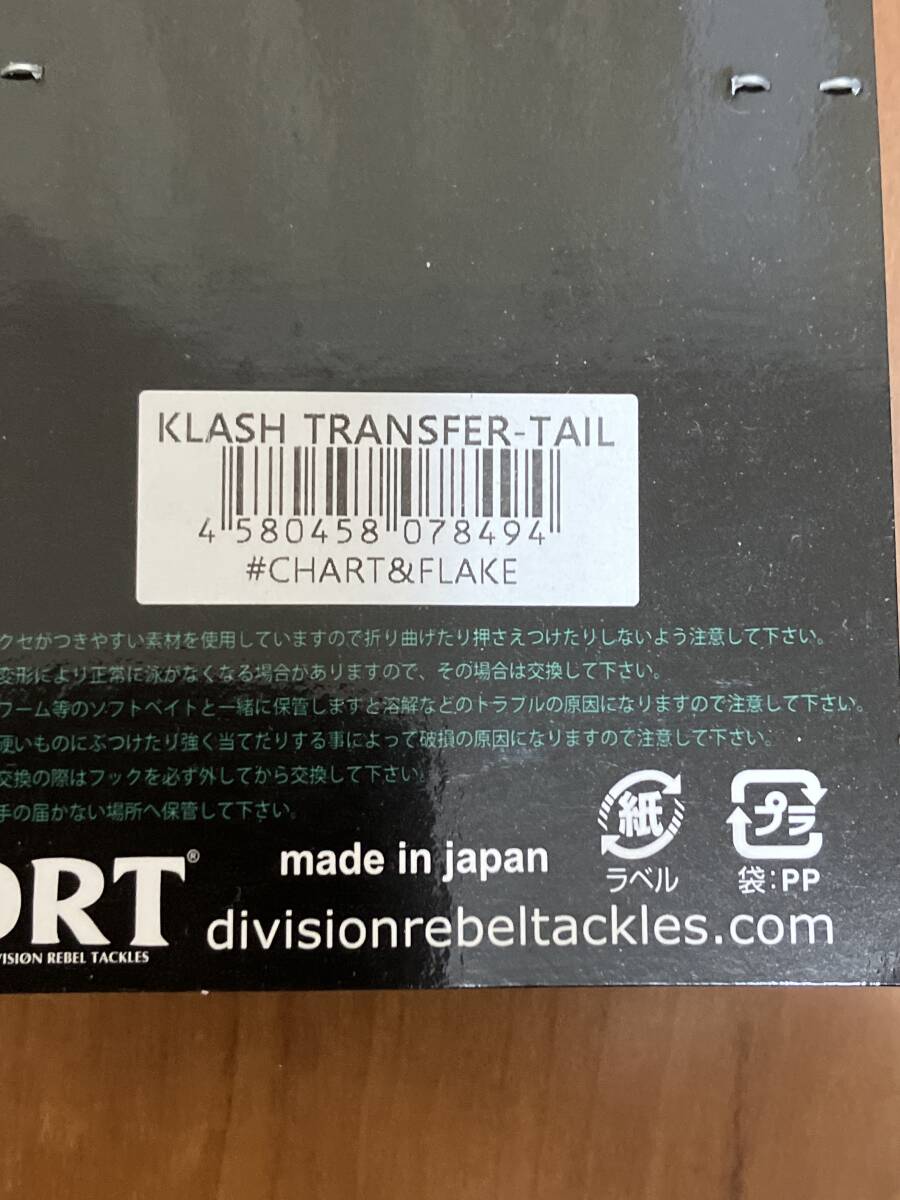 KLASH TRANSFER-TAIL
4 580458 078494
#CHART&FLAKE
クセがつきやすい素材を使用していますので折り曲げたり押さえつけたりしないよう注意して下さい。
変形により正常に泳がなくなる場合がありますので、その場合は交換して下さい。
ワーム等のソフトベイトと一緒に保管しますと溶解などのトラブルの原因になりますので注意して下さい。
硬いものにぶつけたり強く当てたりする事によって破損の原因になりますので注意して下さい。
交換の際はフックを必ず外してから交換して下さい。
手の届かない場所へ保管して下さい。
紙
プラ
ラベル
袋:PP
made in japan
DRT®
VISIØN REBEL TACKLES
divisionrebeltackles.com